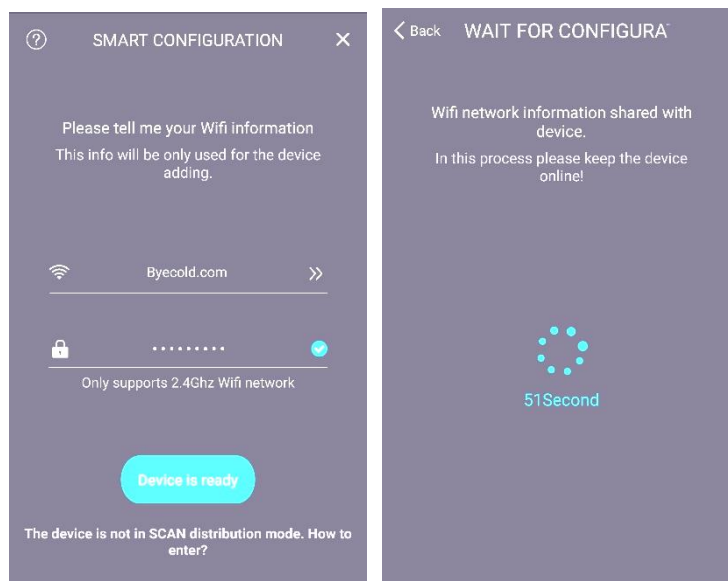 SMART CONFIGURATION
Please tell me your Wifi information
This info will be only used for the device
adding.
Byecold.com
Only supports 2.4Ghz Wifi network
Device is ready
The device is not in SCAN distribution mode. How to
enter?
Back WAIT FOR CONFIGURA
Wifi network information shared with
device.
In this process please keep the device
online!
51Second